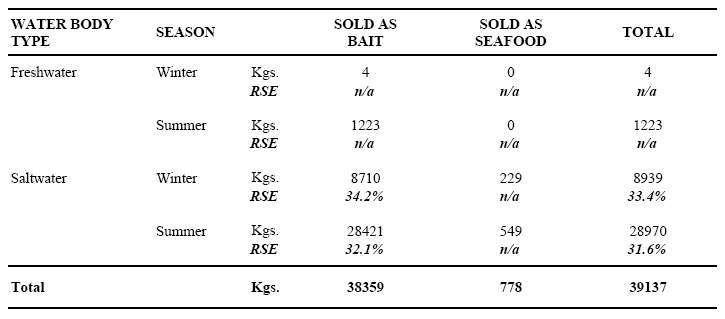 WATER BODY TYPE SEASON SOLD AS BAIT SOLD AS SEAFOOD TOTAL
Freshwater Winter Kgs. 4 0 4
RSE n/a n/a n/a
Summer Kgs. 1223 0 1223
RSE n/a n/a n/a
Saltwater Winter Kgs. 8710 229 8939
RSE 34.2% n/a 33.4%
Summer Kgs. 28421 549 28970
RSE 32.1% n/a 31.6%
Total Kgs. 38359 778 39137